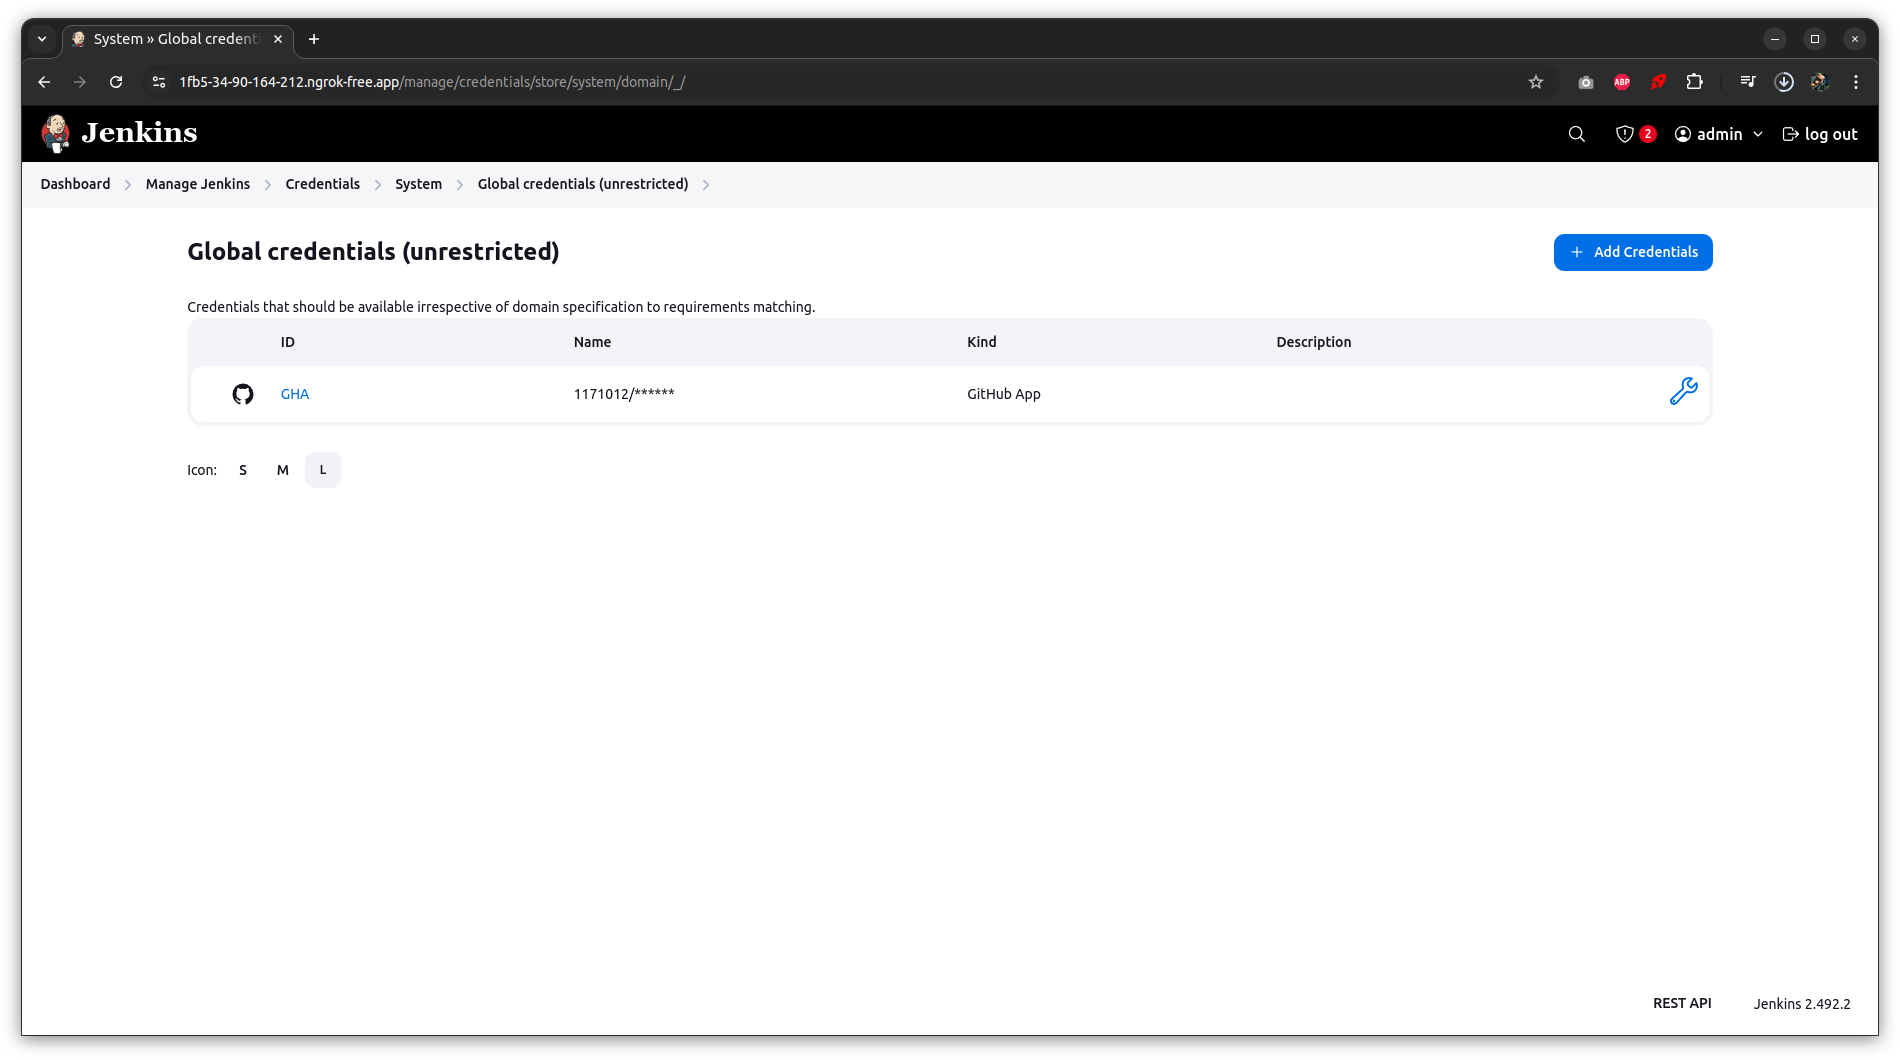 System » Global credenti
1fb5-34-90-164-212.ngrok-free.app/manage/credentials/store/system/domain/_/
ABP
Jenkins
2
admin
log out
Dashboard
Manage Jenkins
Credentials
System
Global credentials (unrestricted)
Global credentials (unrestricted)
+ Add Credentials
Credentials that should be available irrespective of domain specification to requirements matching.
ID Name Kind Description
GHA 1171012/****** GitHub App
Icon: S M L
REST API Jenkins 2.492.2